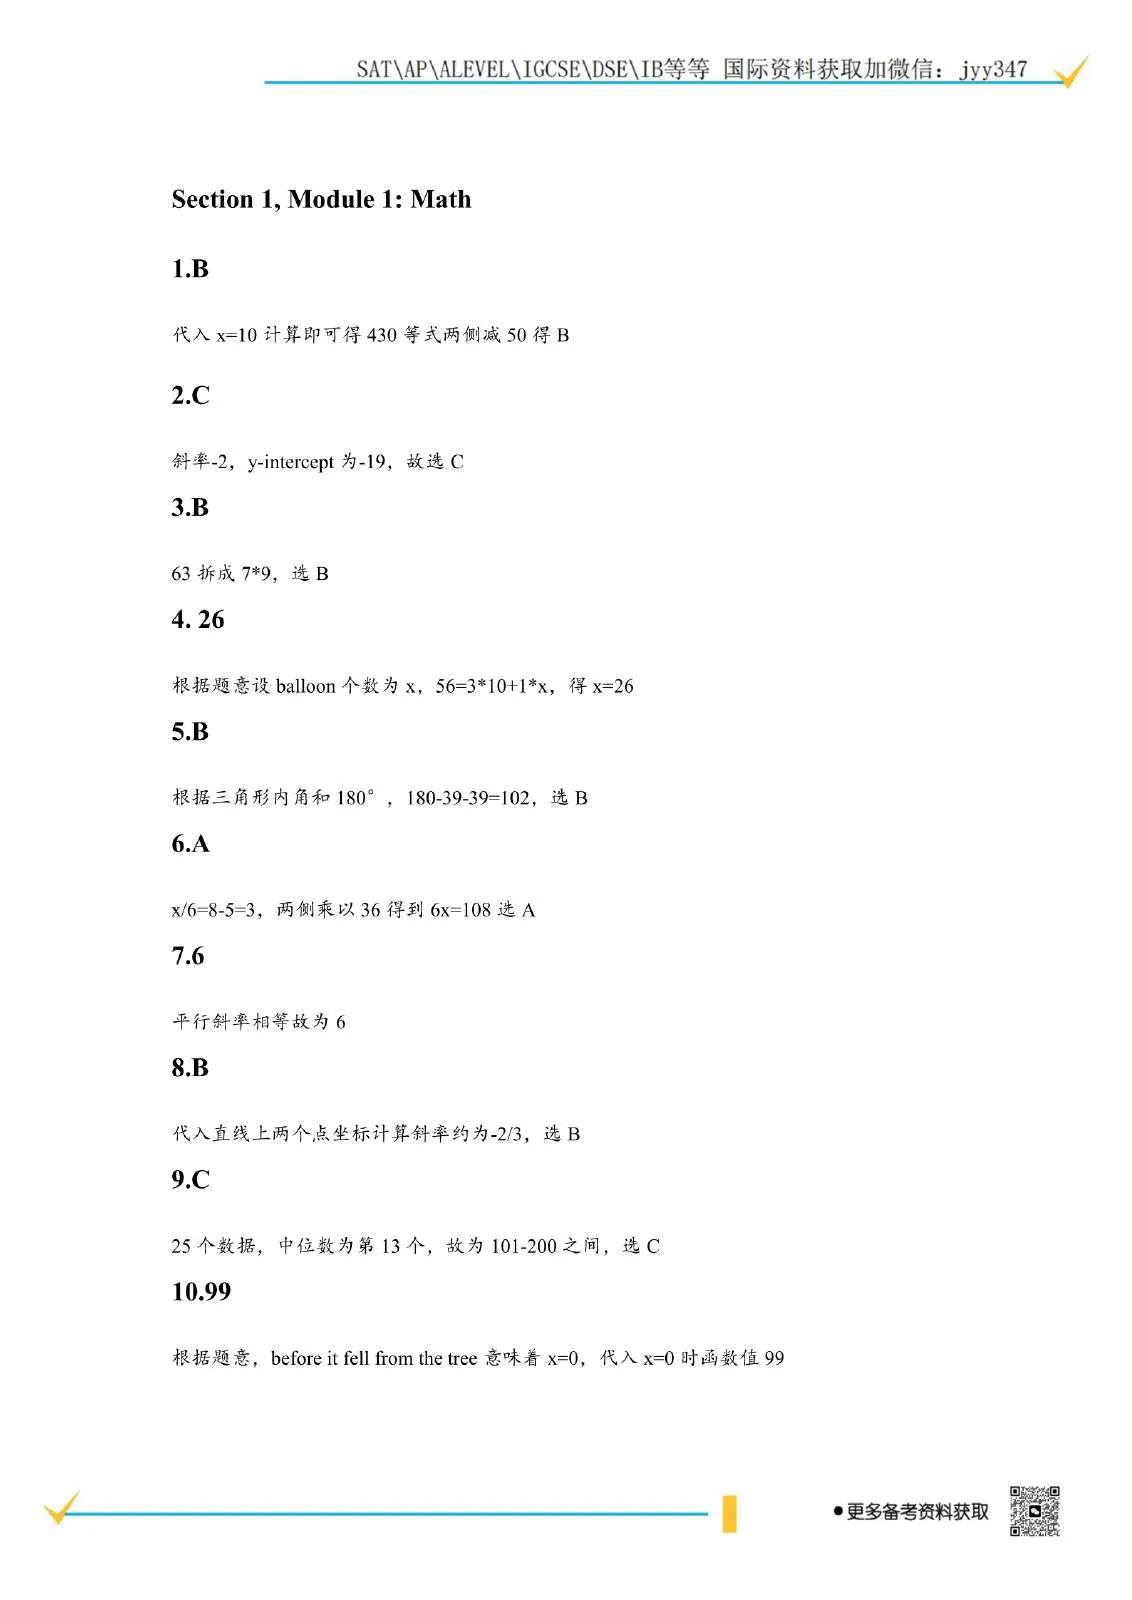 SAT\AP\ALEVEL\IGCSE\DSE\IB等等 国际资料获取加微信：jyy347
Section 1, Module 1: Math
1.B
代入 x=10 计算即可得 430 等式两侧减 50 得 B
2.C
斜率-2，y-intercept 为-19，故选 C
3.B
63 拆成 7*9，选 B
4. 26
根据题意设 balloon 个数为 x，56=3*10+1*x，得 x=26
5.B
根据三角形内角和 180°，180-39-39=102，选 B
6.A
x/6=8-5=3，两侧乘以 36 得到 6x=108 选 A
7.6
平行斜率相等故为 6
8.B
代入直线上两个点坐标计算斜率约为-2/3，选 B
9.C
25 个数据，中位数为第 13 个，故为 101-200 之间，选 C
10.99
根据题意，before it fell from the tree 意味着 x=0，代入 x=0 时函数值 99
●更多备考资料获取